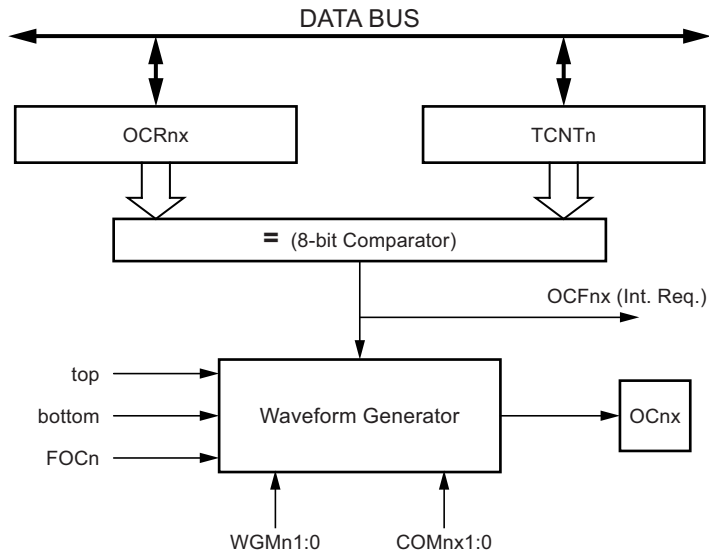 DATA BUS
OCRnx
TCNTn
= (8-bit Comparator)
OCFnx (Int. Req.)
top
bottom
FOCn
Waveform Generator
OCnx
WGMn1:0
COMnx1:0